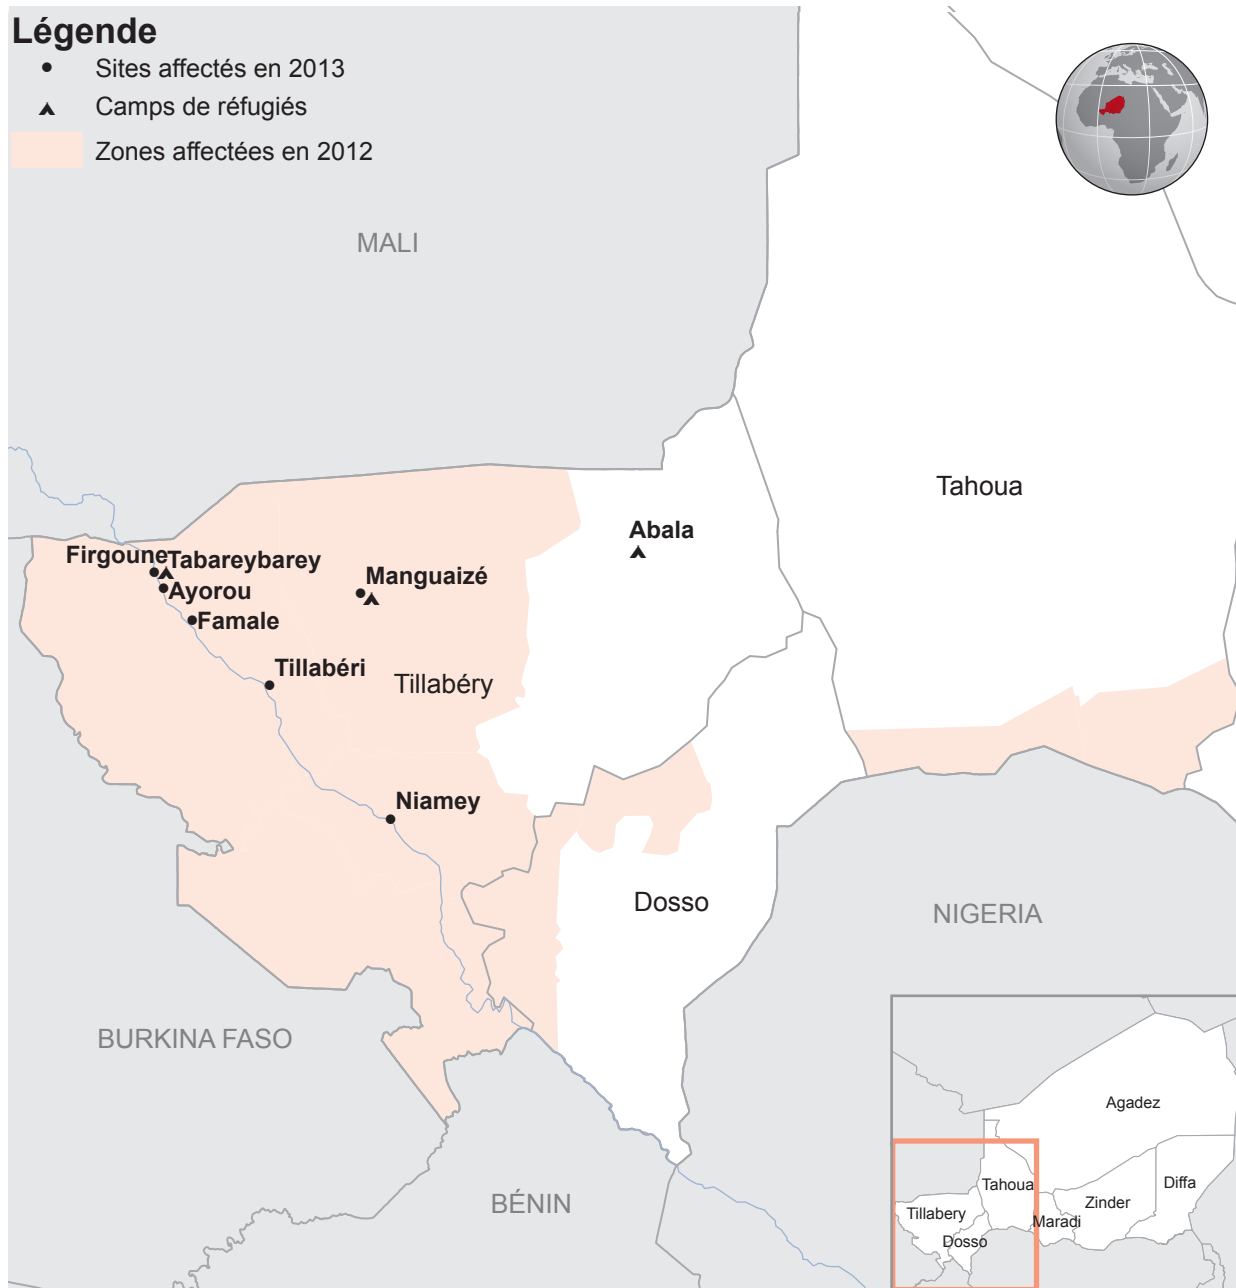 Légende
Sites affectés en 2013
Camps de réfugiés
Zones affectées en 2012
MALI
Tahoua
Abala
Firgoune
Tabareybarey
Manguaizé
Ayorou
Famale
Tillabéri
Tillabéry
Niamey
Dosso
NIGERIA
BURKINA FASO
BÉNIN
Agadez
Tahoua
Diffa
Zinder
Tillabery
Maradi
Dosso